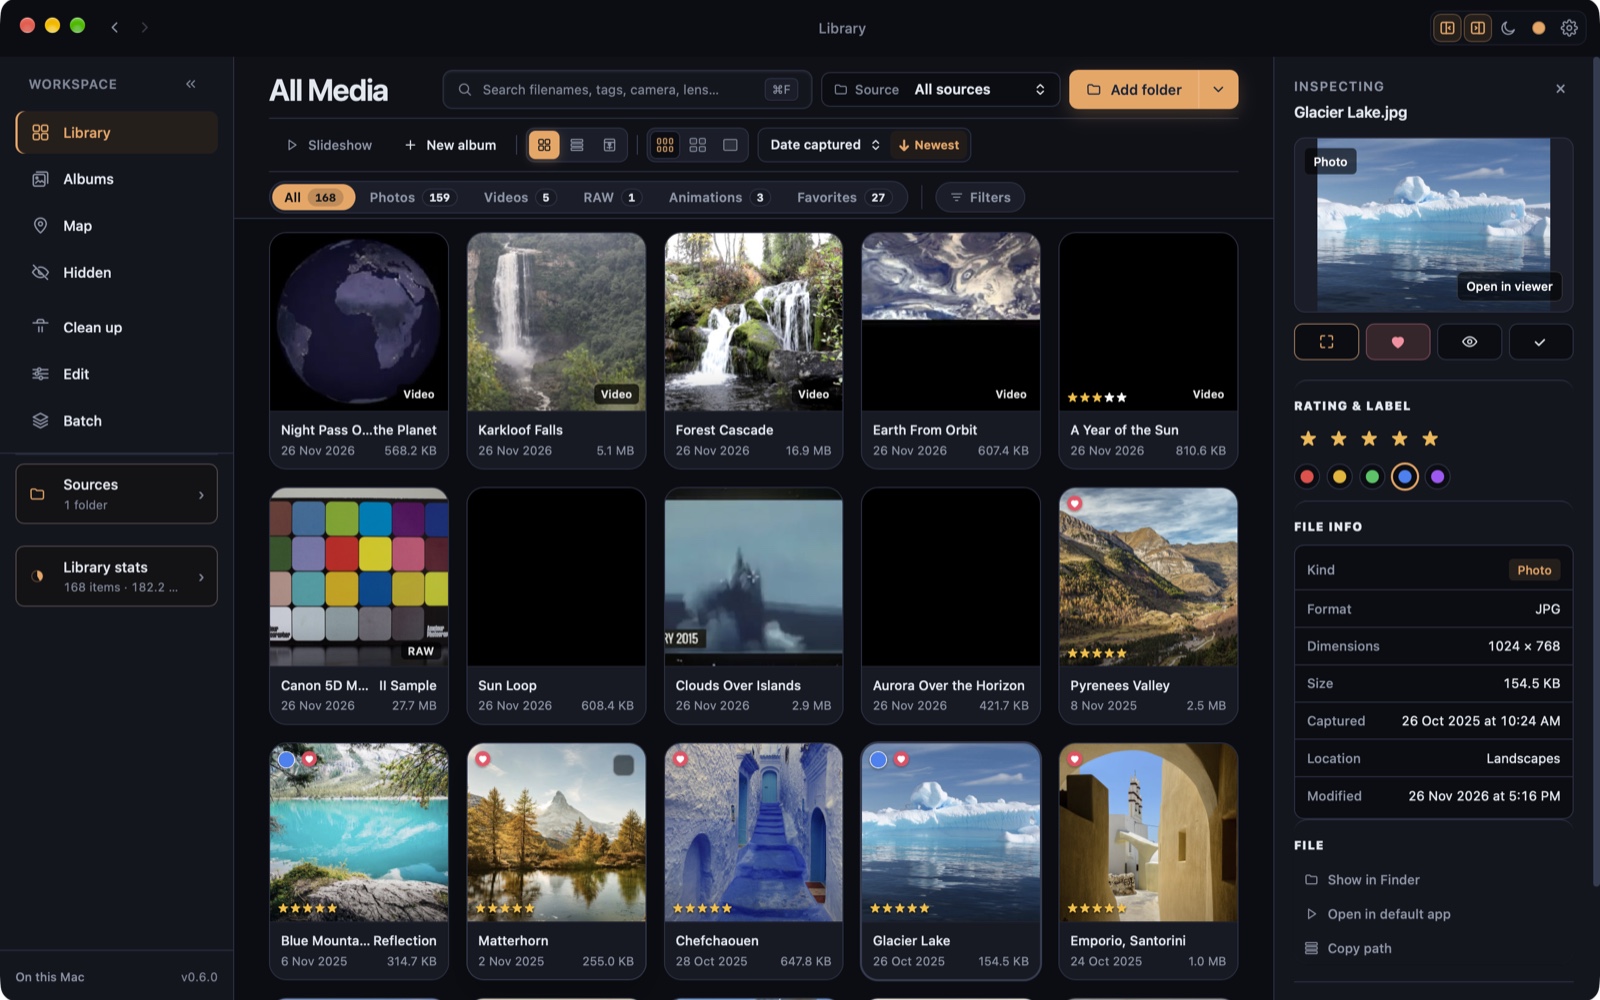 Library
WORKSPACE
Library
Albums
Map
Hidden
Clean up
Edit
Batch
Sources
1 folder
Library stats
168 items · 182.2 ...
On this Mac
v0.6.0
All Media
Search filenames, tags, camera, lens...
⌘F
Source All sources
Add folder
Slideshow
New album
Date captured
Newest
All 168
Photos 159
Videos 5
RAW 1
Animations 3
Favorites 27
Filters
Video
Night Pass O...the Planet
26 Nov 2026 568.2 KB
Video
Karkloof Falls
26 Nov 2026 5.1 MB
Video
Forest Cascade
26 Nov 2026 16.9 MB
Video
Earth From Orbit
26 Nov 2026 607.4 KB
Video
A Year of the Sun
26 Nov 2026 810.6 KB
RAW
Canon 5D M... II Sample
26 Nov 2026 27.7 MB
Sun Loop
26 Nov 2026 608.4 KB
RY 2015
Clouds Over Islands
26 Nov 2026 2.9 MB
Aurora Over the Horizon
26 Nov 2026 421.7 KB
Pyrenees Valley
8 Nov 2025 2.5 MB
Blue Mounta... Reflection
6 Nov 2025 314.7 KB
Matterhorn
2 Nov 2025 255.0 KB
Chefchaouen
28 Oct 2025 647.8 KB
Glacier Lake
26 Oct 2025 154.5 KB
Emporio, Santorini
24 Oct 2025 1.0 MB
INSPECTING
Glacier Lake.jpg
Photo
Open in viewer
RATING & LABEL
FILE INFO
Kind Photo
Format JPG
Dimensions 1024 × 768
Size 154.5 KB
Captured 26 Oct 2025 at 10:24 AM
Location Landscapes
Modified 26 Nov 2026 at 5:16 PM
FILE
Show in Finder
Open in default app
Copy path